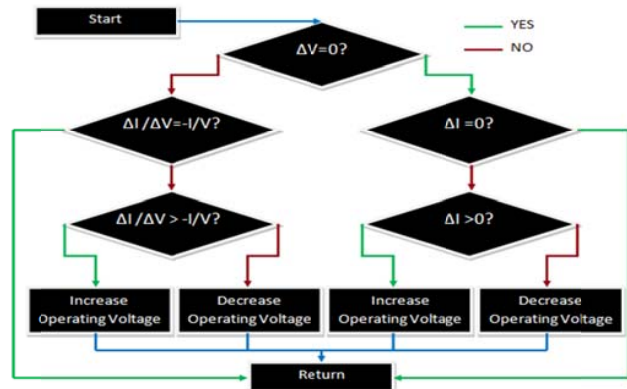 Start
YES
NO
ΔV=0?
ΔI/ΔV=-I/V?
ΔI=0?
ΔI/ΔV > -I/V?
ΔI >0?
Increase
Operating Voltage
Decrease
Operating Voltage
Increase
Operating Voltage
Decrease
Operating Voltage
Return